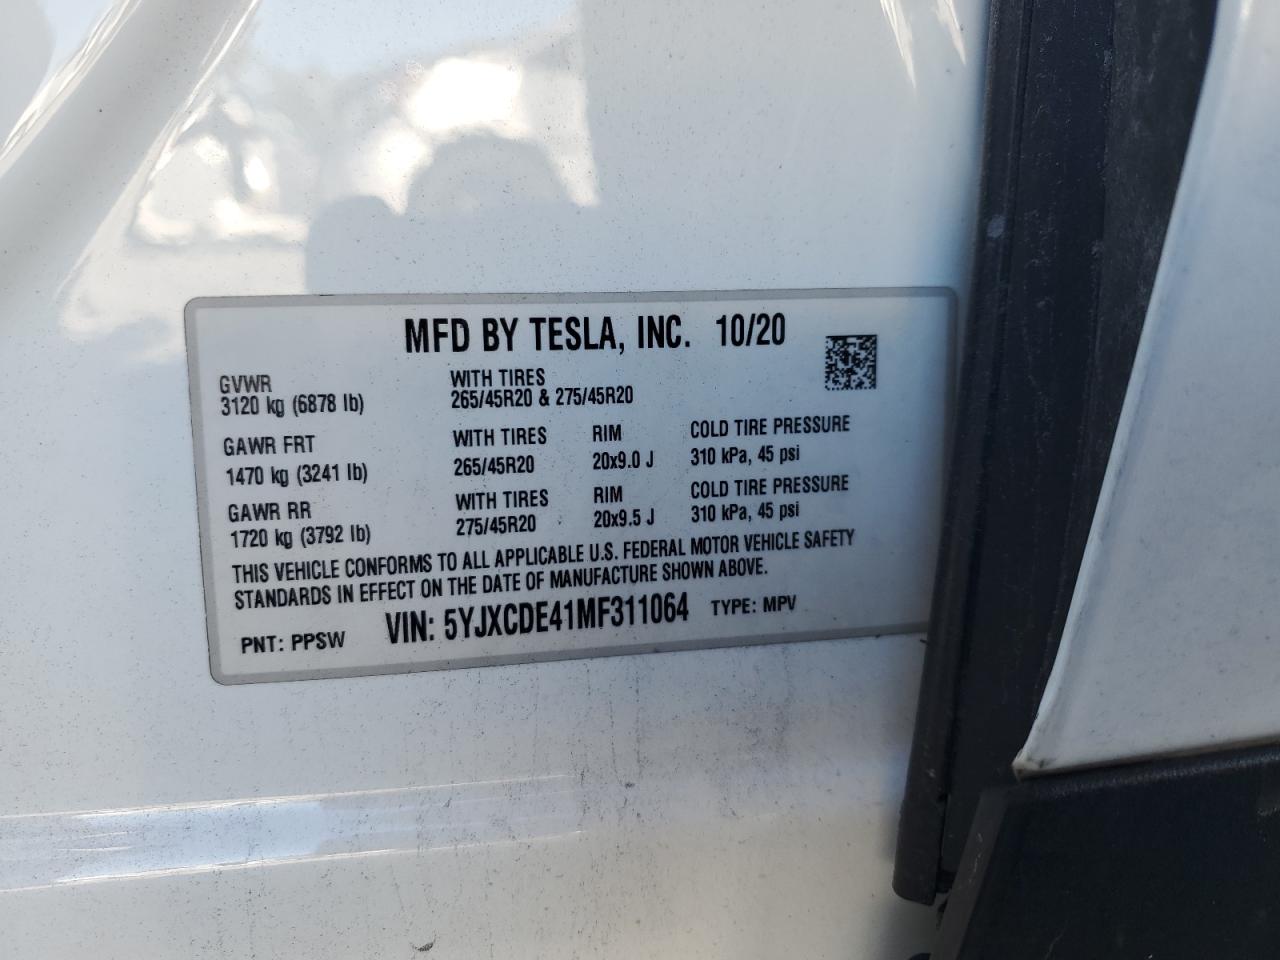 MFD BY TESLA, INC. 10/20
GVWR WITH TIRES
3120 kg (6878 lb) 265/45R20 & 275/45R20
GAWR FRT WITH TIRES RIM COLD TIRE PRESSURE
1470 kg (3241 lb) 265/45R20 20x9.0 J 310 kPa, 45 psi
GAWR RR WITH TIRES RIM COLD TIRE PRESSURE
1720 kg (3792 lb) 275/45R20 20x9.5 J 310 kPa, 45 psi
THIS VEHICLE CONFORMS TO ALL APPLICABLE U.S. FEDERAL MOTOR VEHICLE SAFETY
STANDARDS IN EFFECT ON THE DATE OF MANUFACTURE SHOWN ABOVE.
PNT: PPSW VIN: 5YJXCDE41MF311064 TYPE: MPV